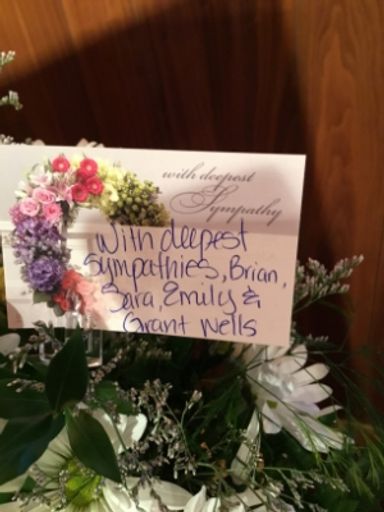 with deepest
Sympathy
With deepest
Sympathies, Brian,
Sara, Emily &
Grant Wells